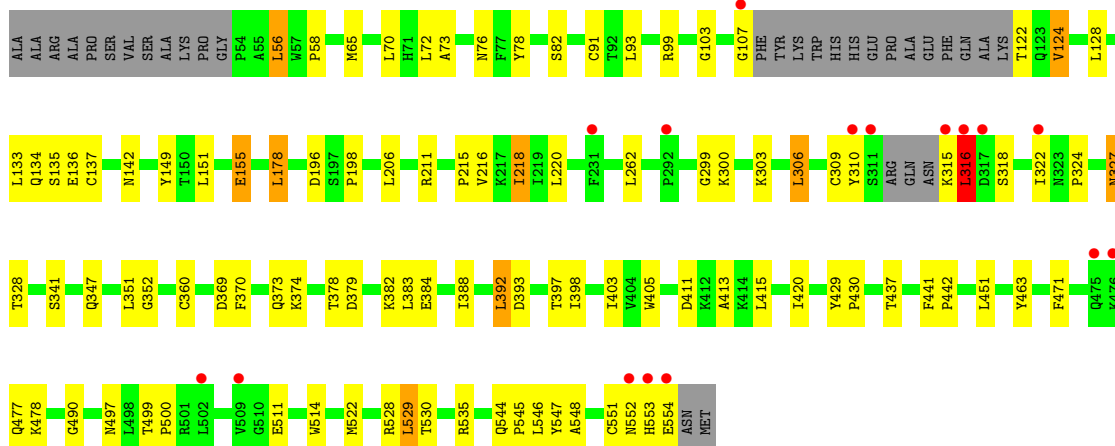 ALA ALA ARG ALA PRO SER VAL SER ALA LYS PRO GLY P54 A55 L56 W57 P58 M65 L70 H71 L72 A73 N76 F77 Y78 S82 C91 T92 L93 R99 G103 G107 PHE TYR LYS TRP HIS HIS GLU PRO ALA GLU PHE GLN ALA LYS T122 Q123 V124 L128
L133 Q134 S135 E136 C137 N142 Y149 T150 L151 E155 L178 D196 S197 P198 L206 R211 P215 V216 K217 I218 I219 L220 F231 L262 P292 G299 K300 K303 L306 C309 Y310 S311 ARG GLN ASN K315 L316 D317 S318 I322 N323 P324 N327
T328 S341 Q347 L351 G352 C360 D369 F370 Q373 K374 T378 D379 K382 L383 E384 I388 L392 D393 T397 I398 I403 V404 W405 D411 K412 A413 K414 L415 I420 Y429 P430 T437 F441 P442 L451 Y463 F471 Q475 K476
Q477 K478 G490 N497 L498 T499 P500 R501 L502 V509 G510 E511 W514 M522 R528 L529 T530 R535 Q544 P545 L546 Y547 A548 C551 N552 H553 E554 ASN MET